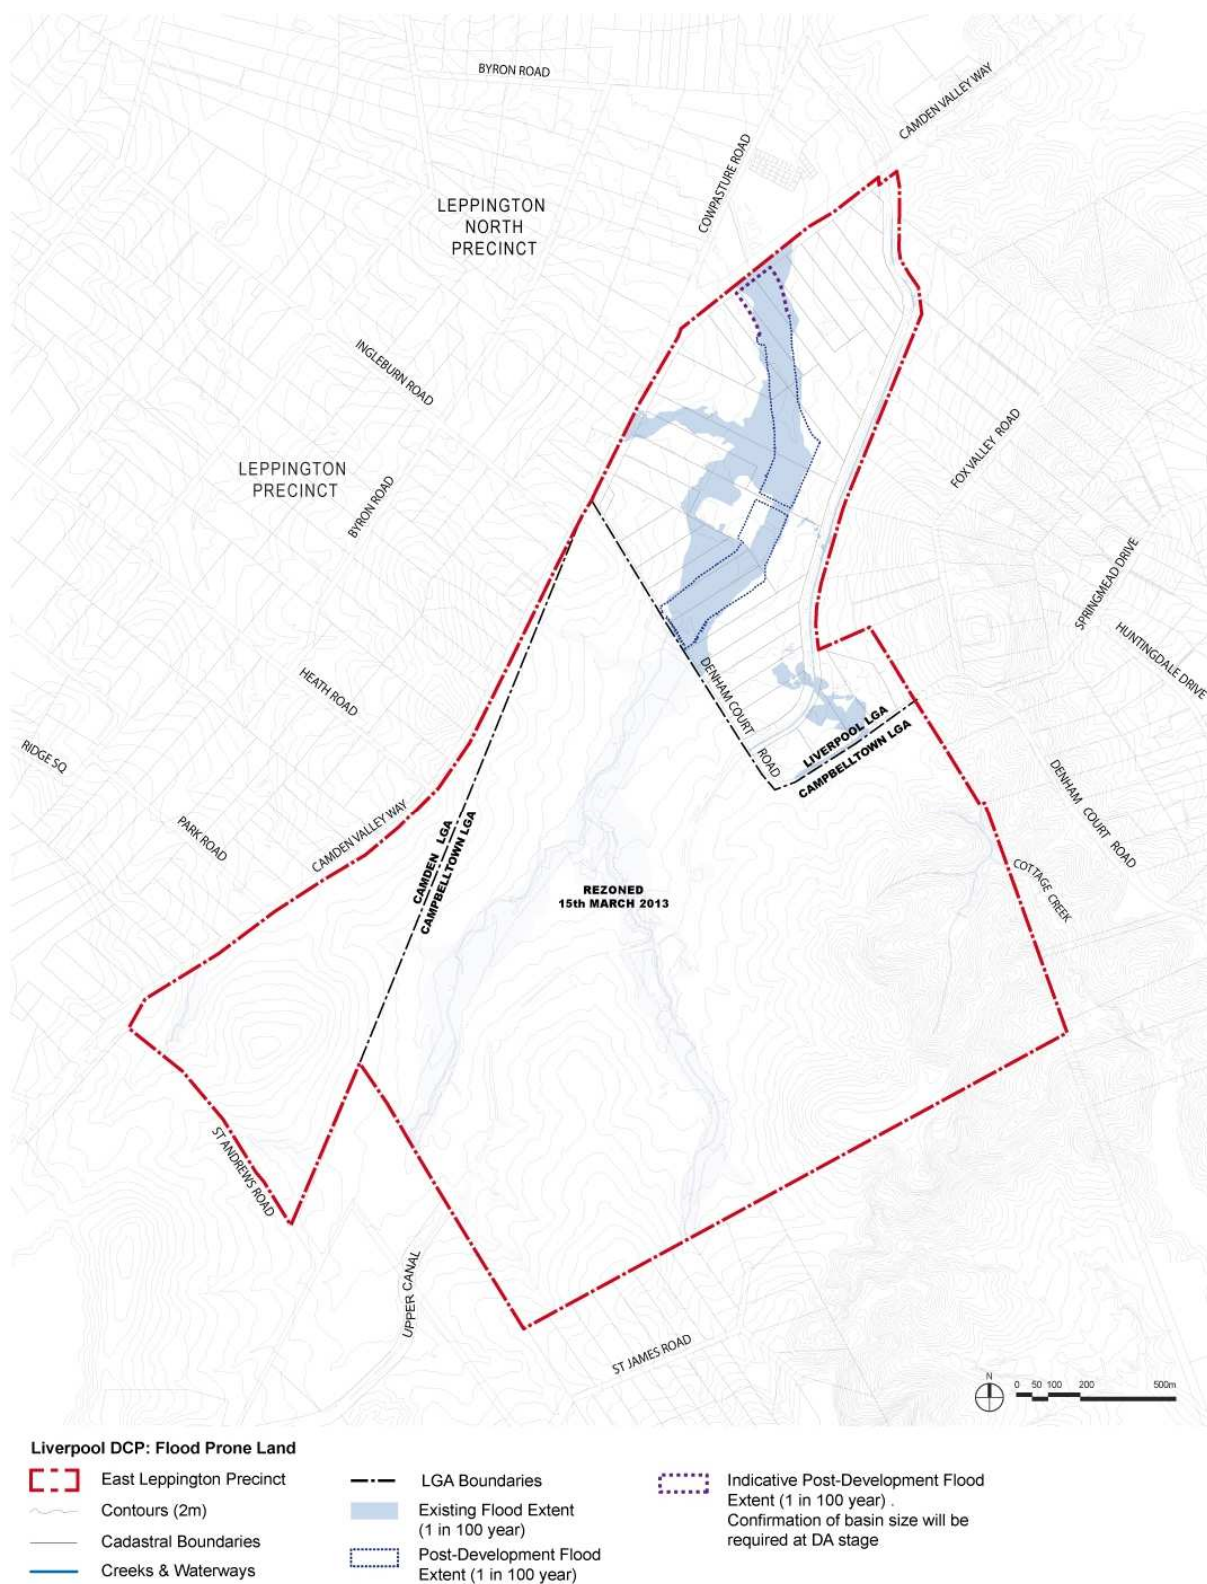 BYRON ROAD
CAMDEN VALLEY WAY
COWPASTURE ROAD
LEPPINGTON
NORTH
PRECINCT
INGLEBURN ROAD
LEPPINGTON
PRECINCT
BYRON ROAD
FOX VALLEY ROAD
SPRINGMEAD DRIVE
HUNTINGDALE DRIVE
HEATH ROAD
DENHAM COURT
ROAD
LIVERPOOL LGA
CAMPBELLTOWN LGA
RIDGE SQ
PARK ROAD
CAMDEN VALLEY WAY
CAMDEN LGA
CAMPBELLTOWN LGA
DENHAM COURT ROAD
COTTAGE CREEK
REZONED
15th MARCH 2013
ST ANDREWS ROAD
UPPER CANAL
ST JAMES ROAD
N
0 50 100 200 500m
Liverpool DCP: Flood Prone Land
East Leppington Precinct
Contours (2m)
Cadastral Boundaries
Creeks & Waterways
LGA Boundaries
Existing Flood Extent
(1 in 100 year)
Post-Development Flood
Extent (1 in 100 year)
Indicative Post-Development Flood
Extent (1 in 100 year) .
Confirmation of basin size will be
required at DA stage